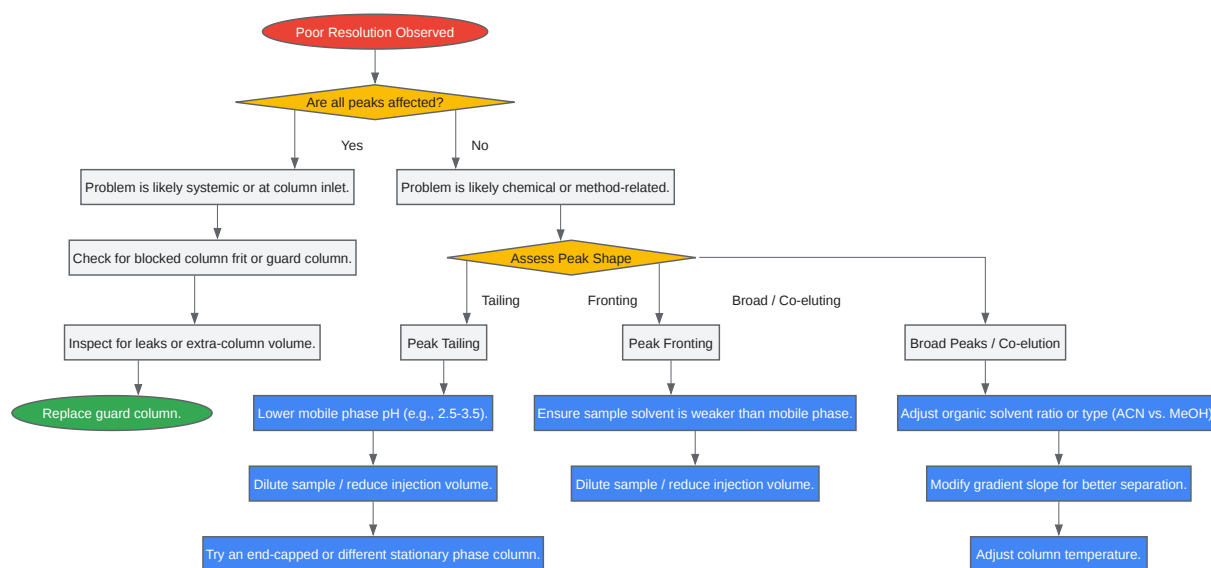 Poor Resolution Observed
Are all peaks affected?
Yes
No
Problem is likely systemic or at column inlet.
Problem is likely chemical or method-related.
Check for blocked column frit or guard column.
Assess Peak Shape
Tailing
Fronting
Broad / Co-eluting
Inspect for leaks or extra-column volume.
Peak Tailing
Peak Fronting
Broad Peaks / Co-elution
Replace guard column.
Lower mobile phase pH (e.g., 2.5-3.5).
Ensure sample solvent is weaker than mobile phase.
Adjust organic solvent ratio or type (ACN vs. MeOH)
Dilute sample / reduce injection volume.
Dilute sample / reduce injection volume.
Modify gradient slope for better separation.
Try an end-capped or different stationary phase column.
Adjust column temperature.